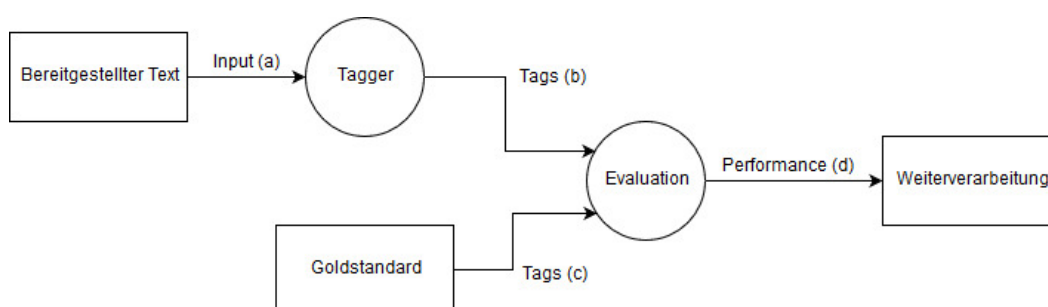 Bereitgestellter Text
Input (a)
Tagger
Tags (b)
Evaluation
Performance (d)
Weiterverarbeitung
Goldstandard
Tags (c)